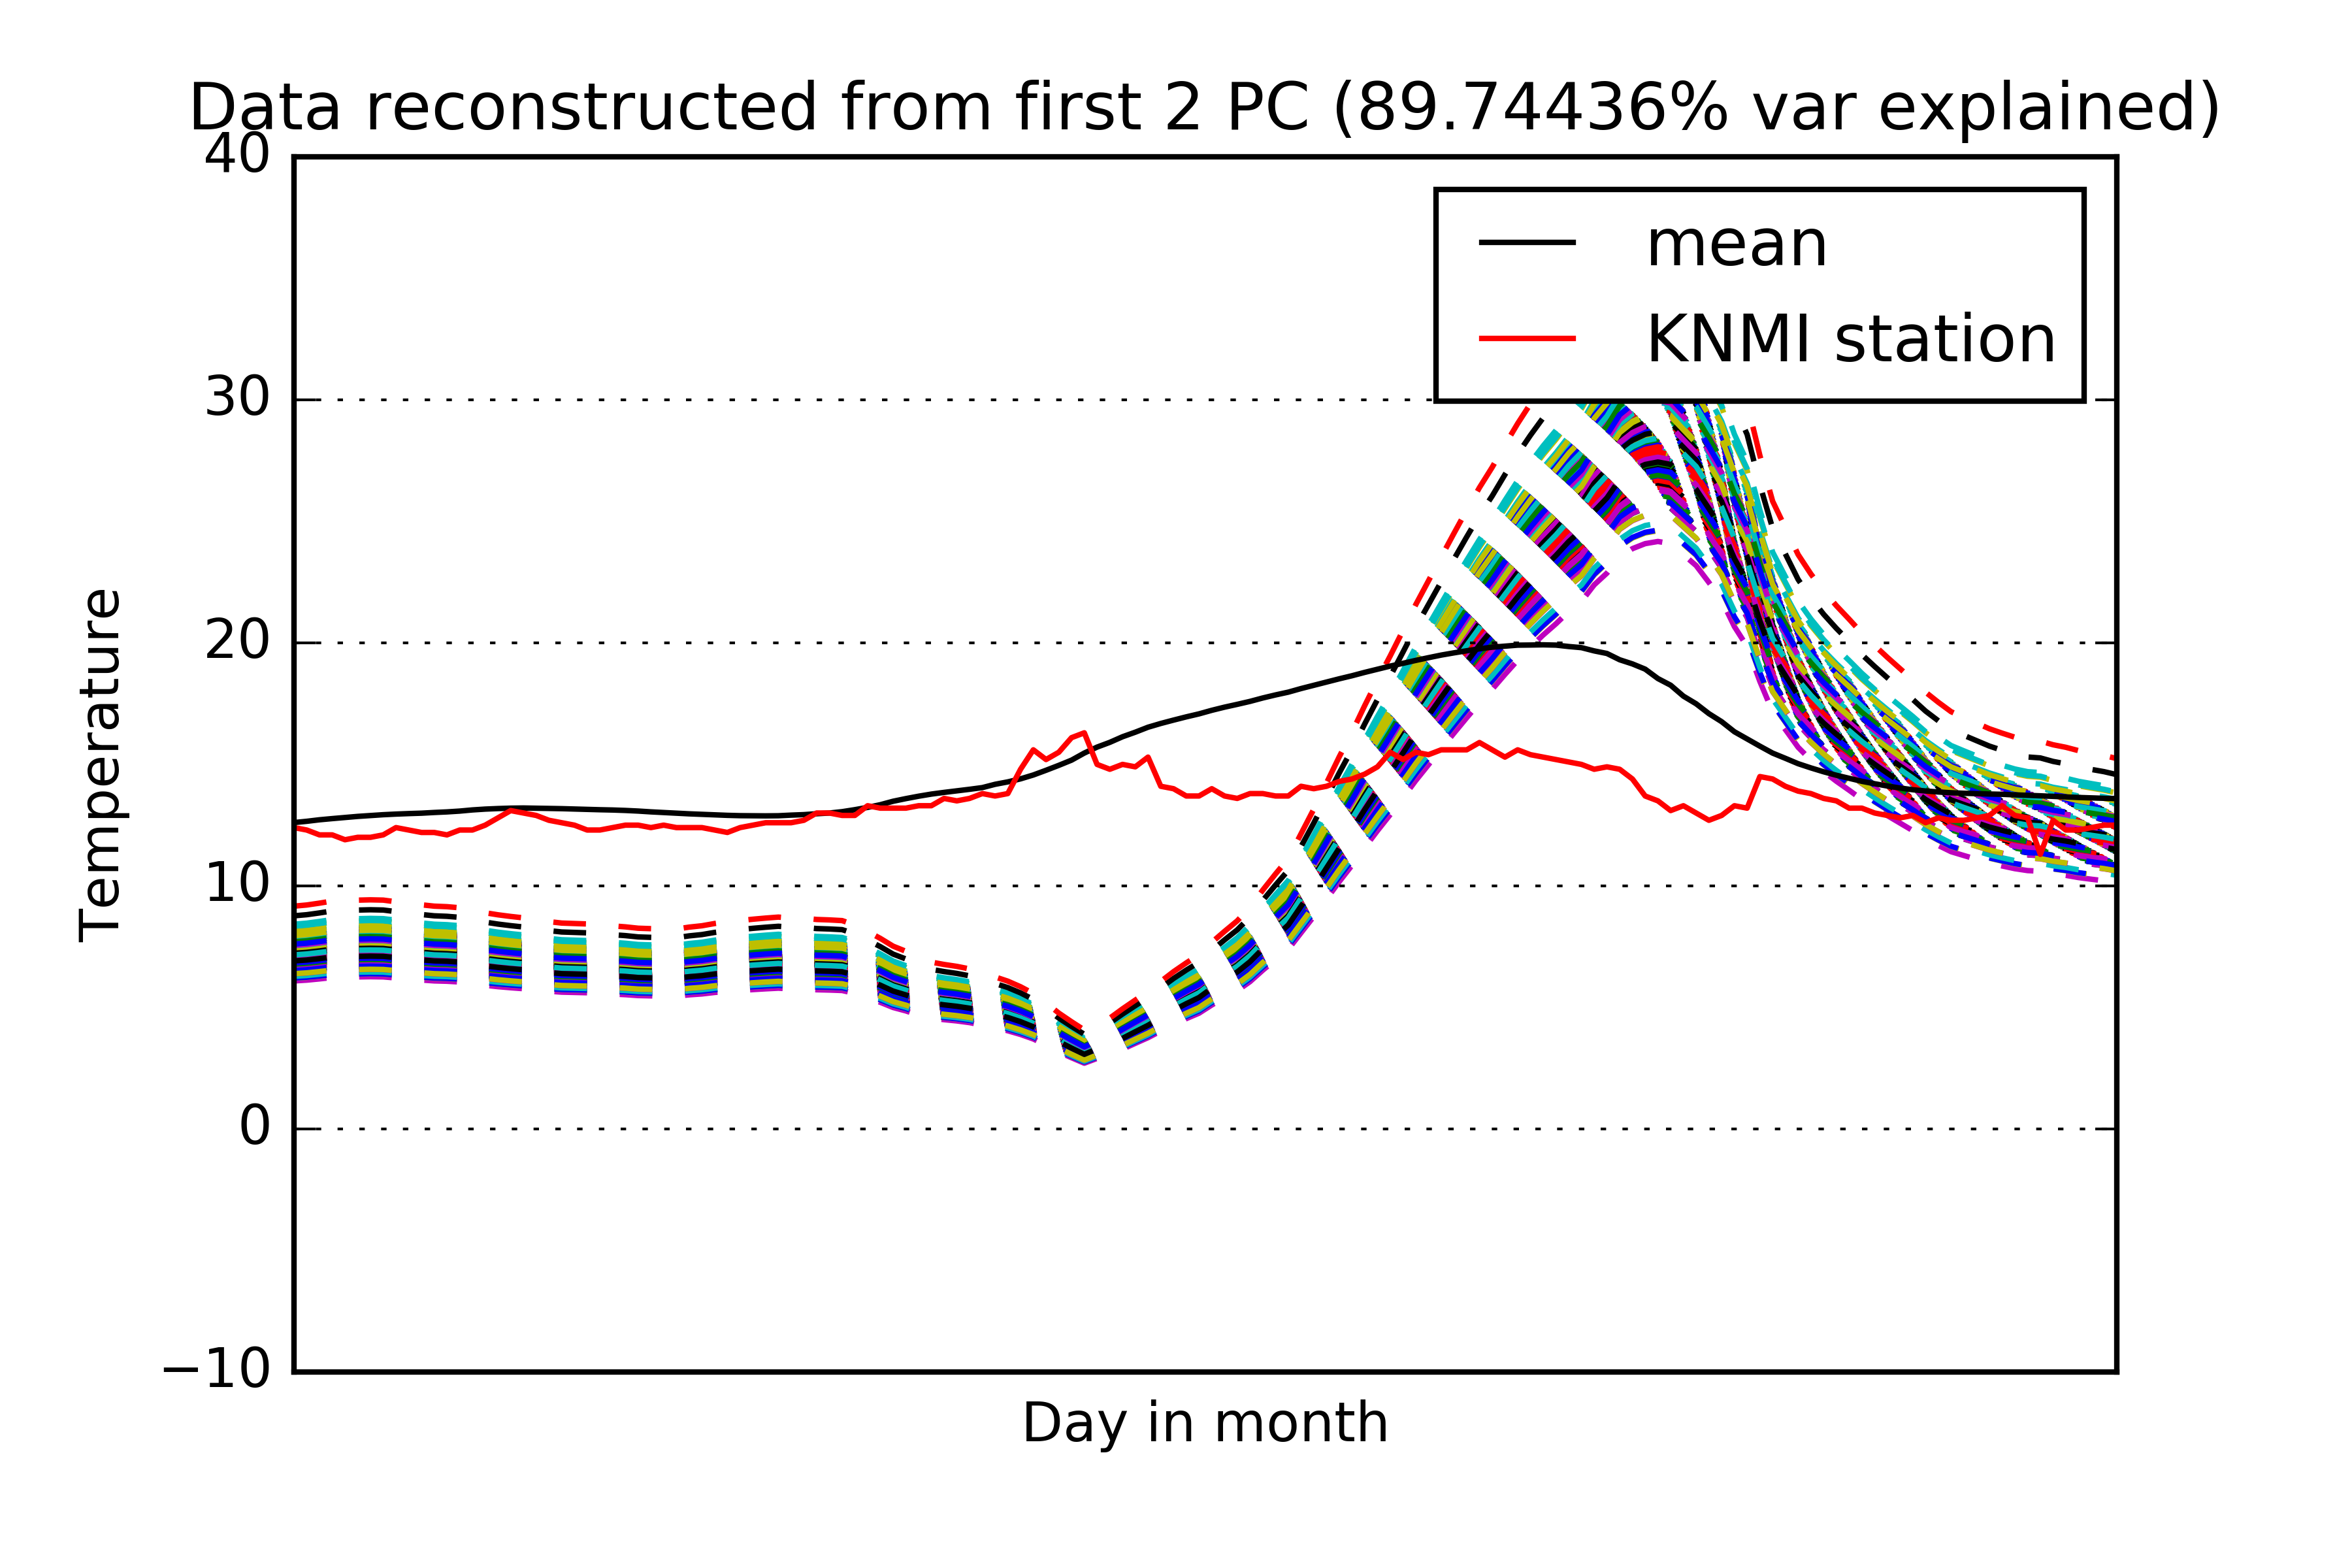 Data reconstructed from first 2 PC (89.74436% var explained)
40
mean
KNMI station
30
20
10
0
−10
Temperature
Day in month